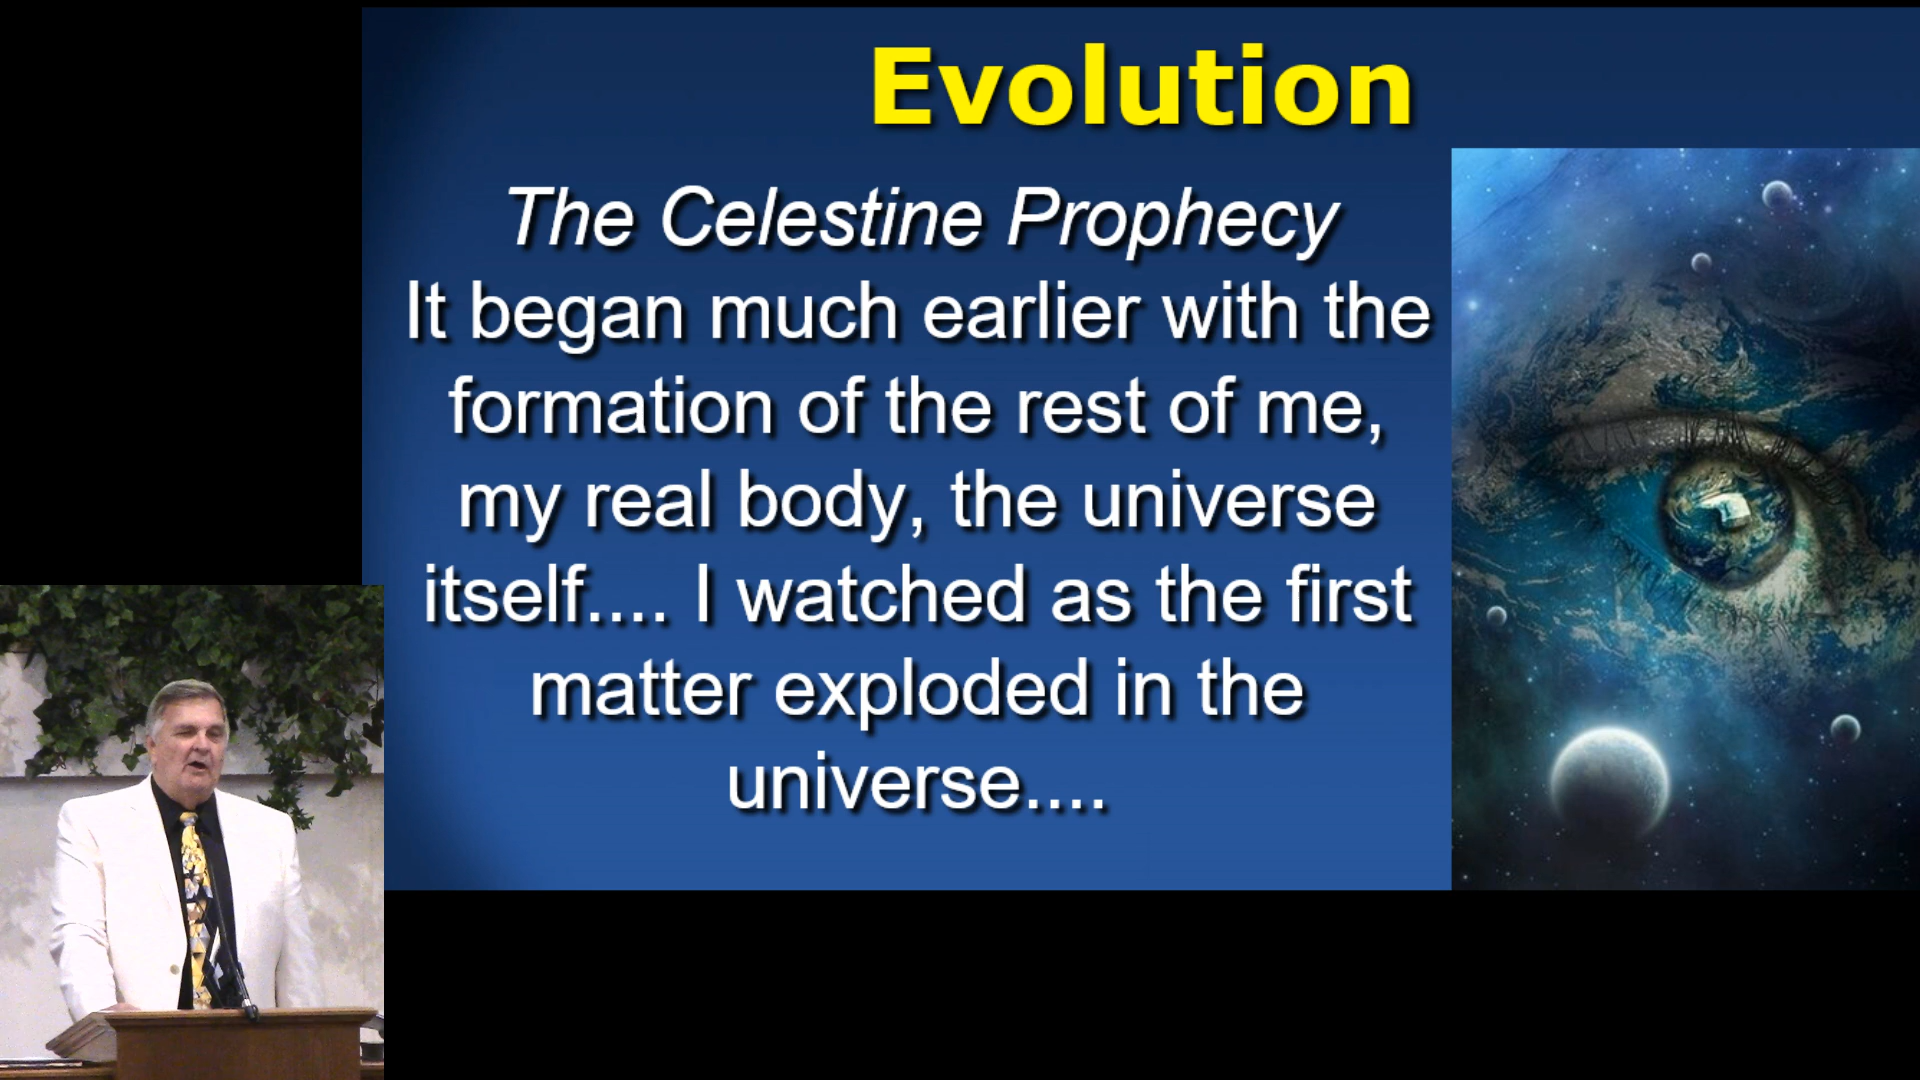 Evolution
The Celestine Prophecy
It began much earlier with the
formation of the rest of me,
my real body, the universe
itself.... I watched as the first
matter exploded in the
universe....